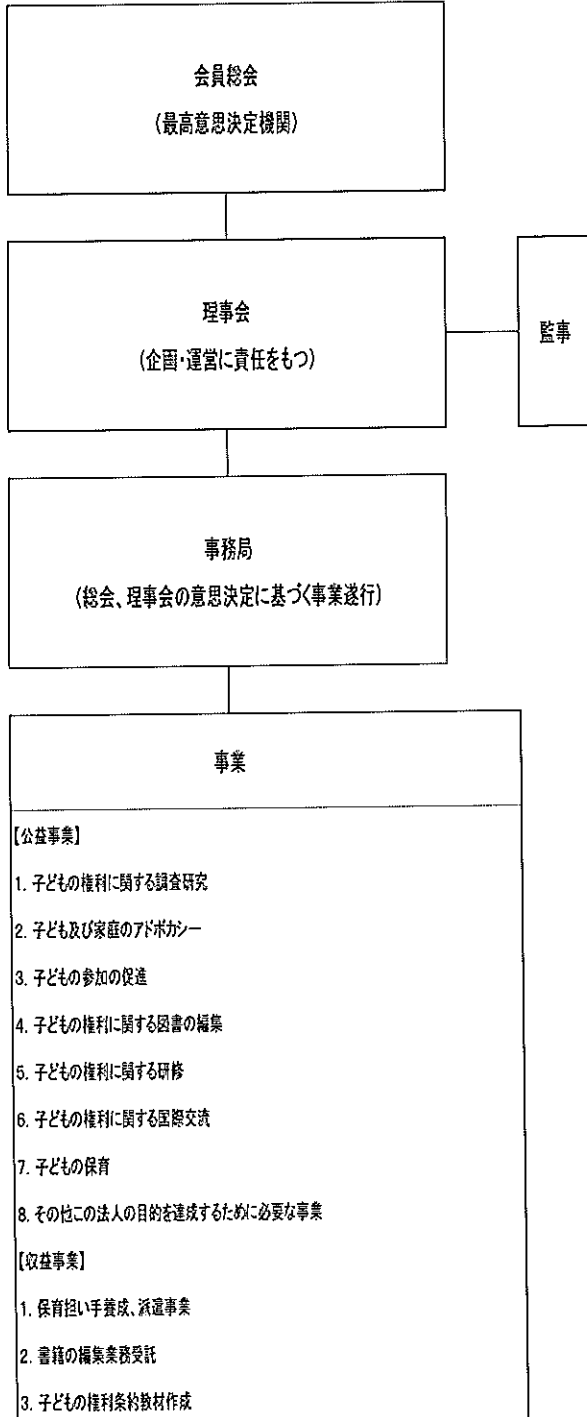 会員総会
(最高意思決定機関)
理事会
(企画・運営に責任をもつ)
監事
事務局
(総会、理事会の意思決定に基づく事業遂行)
事業
【公益事業】
1. 子どもの権利に関する調査研究
2. 子ども及び家庭のアドボカシー
3. 子どもの参加の促進
4. 子どもの権利に関する図書の編集
5. 子どもの権利に関する研修
6. 子どもの権利に関する国際交流
7. 子どもの保育
8. その他この法人の目的を達成するために必要な事業
【収益事業】
1. 保育担い手養成、派遣事業
2. 書籍の編集業務受託
3. 子どもの権利条約教材作成